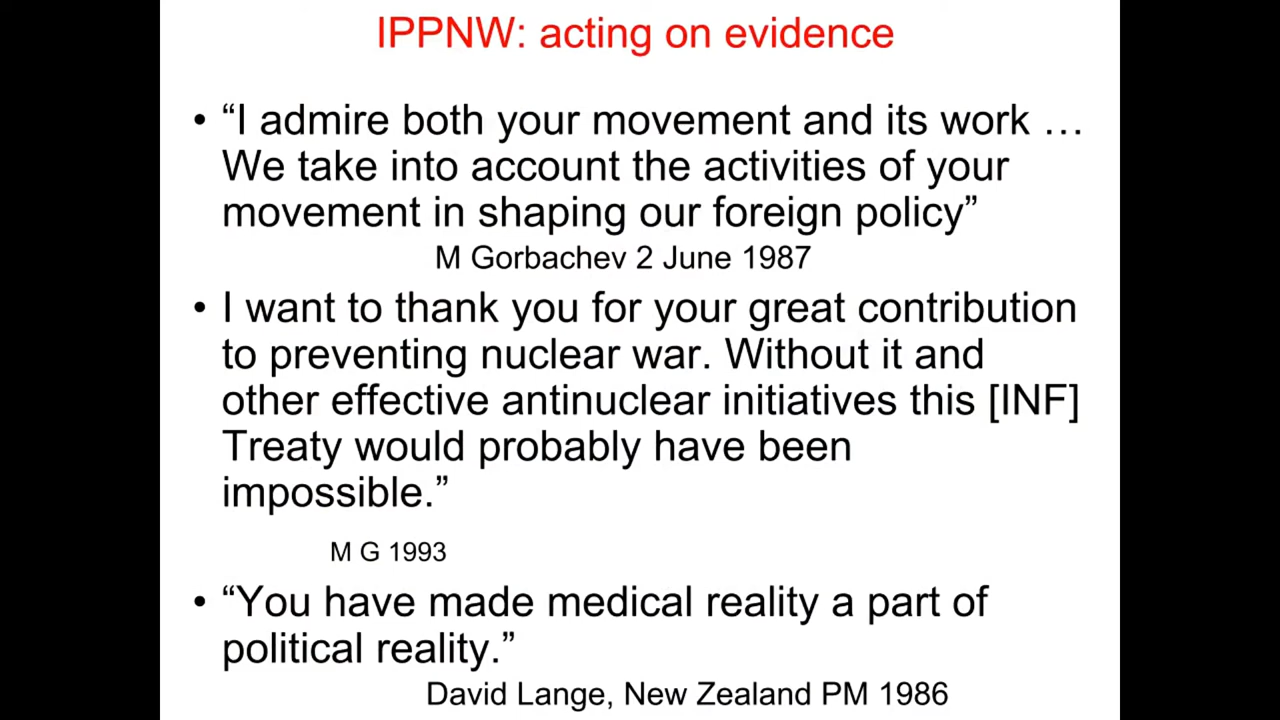 IPPNW: acting on evidence
• “I admire both your movement and its work …
We take into account the activities of your
movement in shaping our foreign policy”
M Gorbachev 2 June 1987
• I want to thank you for your great contribution
to preventing nuclear war. Without it and
other effective antinuclear initiatives this [INF]
Treaty would probably have been
impossible.”
M G 1993
• “You have made medical reality a part of
political reality.”
David Lange, New Zealand PM 1986